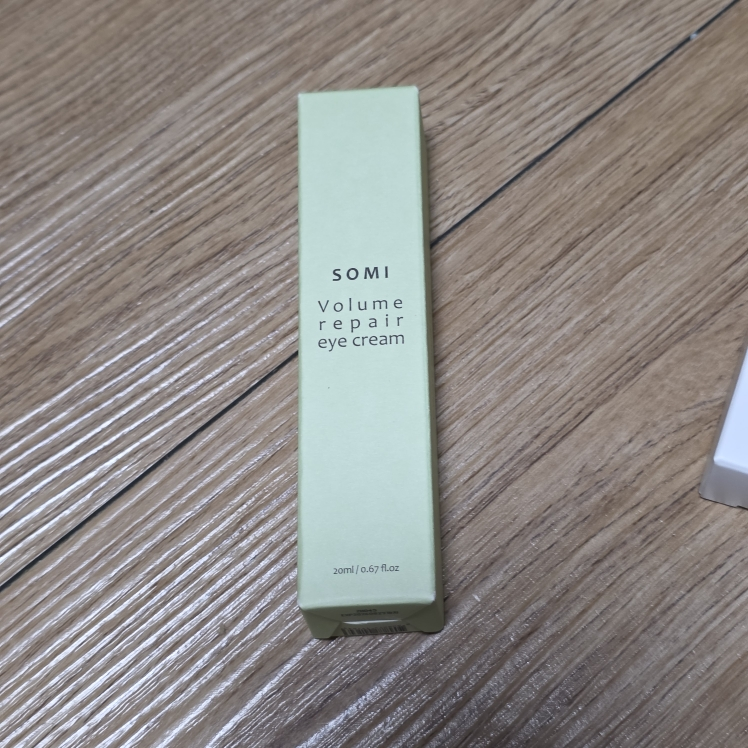 SOMI
Volume
repair
eye cream
20ml / 0.67 fl.oz